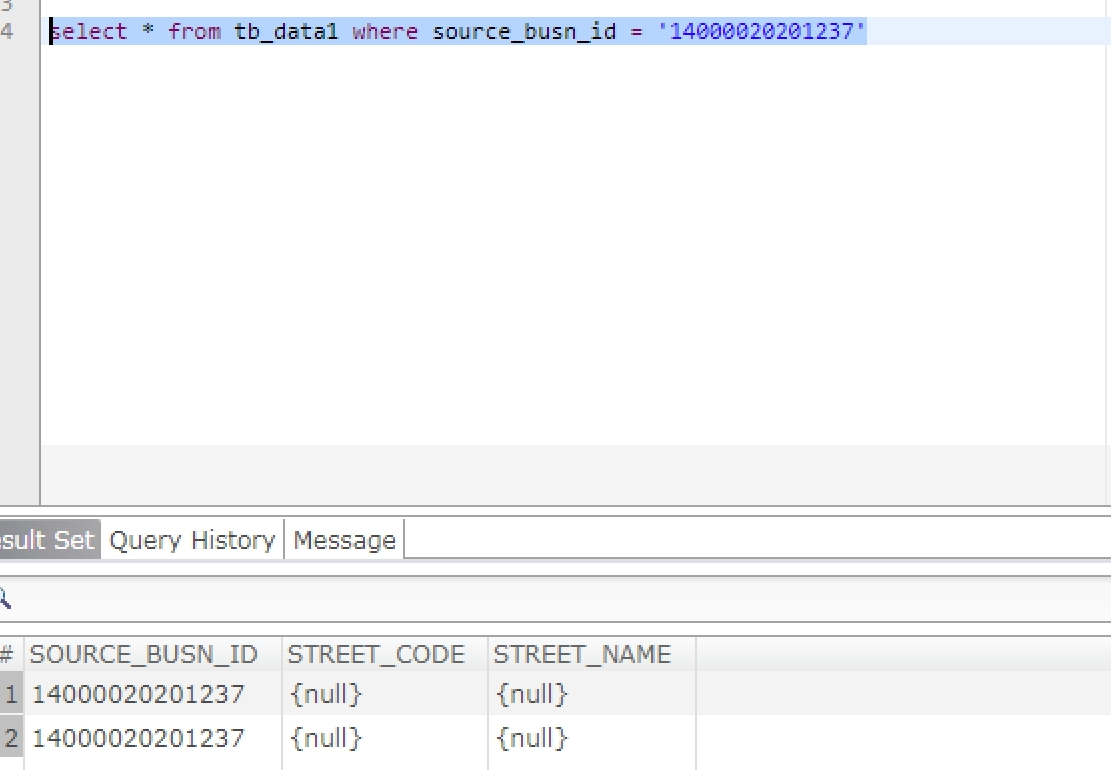 3
4 select * from tb_data1 where source_busn_id = '14000020201237'
esult Set Query History Message
# SOURCE_BUSN_ID STREET_CODE STREET_NAME
1 14000020201237 {null} {null}
2 14000020201237 {null} {null}